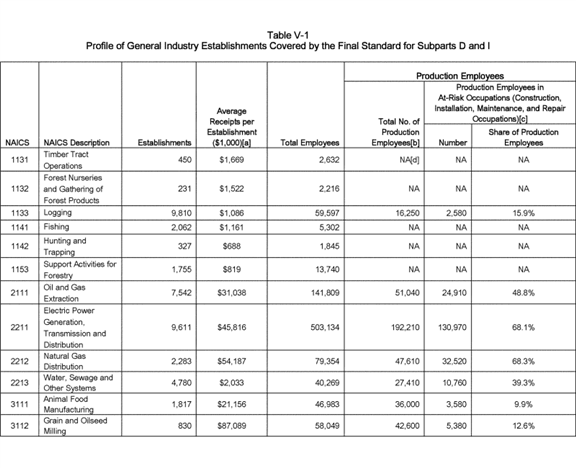 Table V-1
Profile of General Industry Establishments Covered by the Final Standard for Subparts D and I
Production Employees
Production Employees in
At-Risk Occupations (Construction,
Installation, Maintenance, and Repair
Occupations)[c]
NAICS NAICS Description Establishments Average Receipts per Establishment ($1,000)[a] Total Employees Total No. of Production Employees[b] Number Share of Production Employees
1131 Timber Tract Operations 450 $1,669 2,632 NA[d] NA NA
1132 Forest Nurseries and Gathering of Forest Products 231 $1,522 2,216 NA NA NA
1133 Logging 9,810 $1,086 59,597 16,250 2,580 15.9%
1141 Fishing 2,062 $1,161 5,302 NA NA NA
1142 Hunting and Trapping 327 $688 1,845 NA NA NA
1153 Support Activities for Forestry 1,755 $819 13,740 NA NA NA
2111 Oil and Gas Extraction 7,542 $31,038 141,809 51,040 24,910 48.8%
2211 Electric Power Generation, Transmission and Distribution 9,611 $45,816 503,134 192,210 130,970 68.1%
2212 Natural Gas Distribution 2,283 $54,187 79,354 47,610 32,520 68.3%
2213 Water, Sewage and Other Systems 4,780 $2,033 40,269 27,410 10,760 39.3%
3111 Animal Food Manufacturing 1,817 $21,156 46,983 36,000 3,580 9.9%
3112 Grain and Oilseed Milling 830 $87,089 58,049 42,600 5,380 12.6%